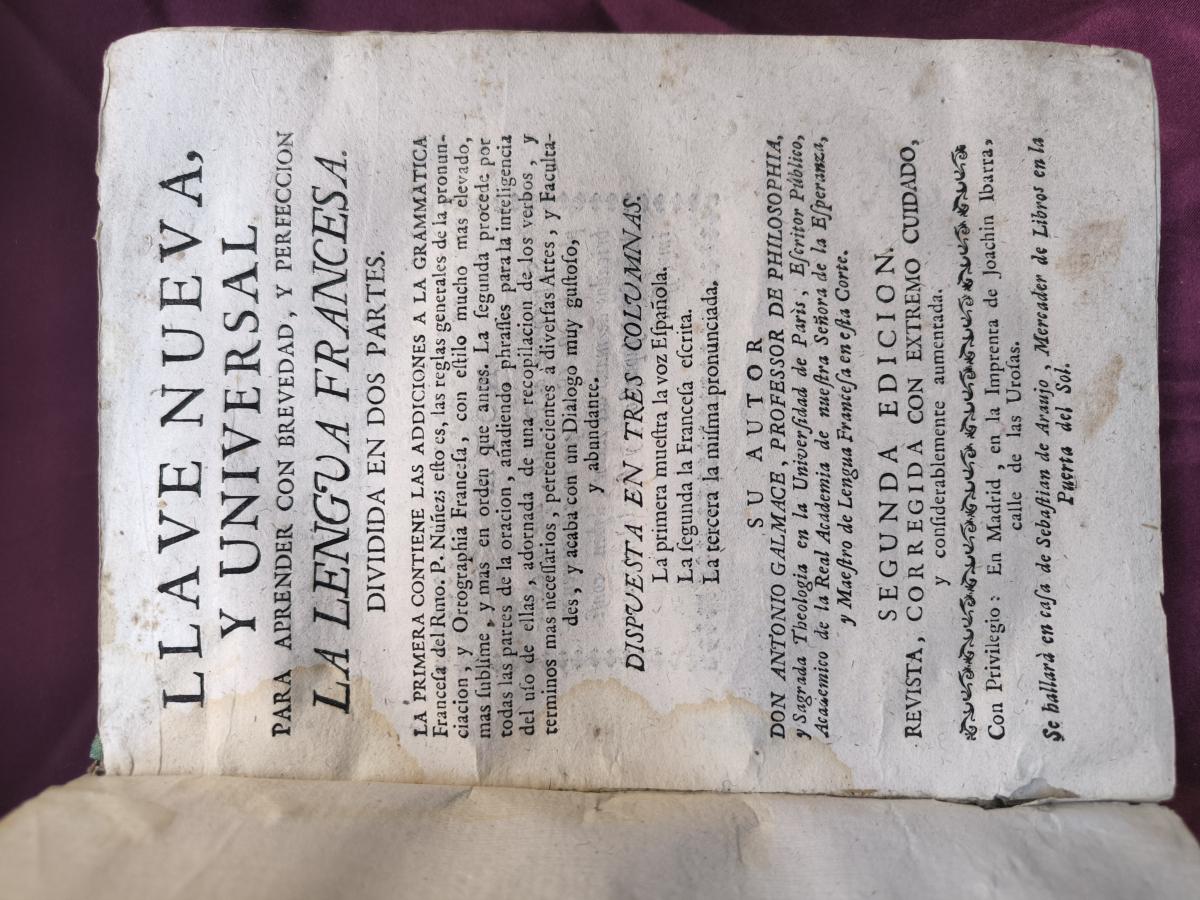 LLAVE NUEVA,
Y UNIVERSAL
PARA APRENDER CON BREVEDAD, Y PERFECCION
LA LENGUA FRANCESA.
DIVIDIDA EN DOS PARTES.
LA PRIMERA CONTIENE LAS ADDICIONES A LA GRAMMATICA
Franceſa del Rmo. P. Núñez; eſto es, las reglas generales de la pronun-
ciacion, y Ortographia Franceſa, con eſtilo mucho mas elevado,
mas ſublime, y mas en orden que antes. La ſegunda procede por
todas las partes de la oracion, añadiendo phraſſes para la inteligencia
del uſo de ellas, adornada de una recopilacion de los verbos, y
terminos mas neceſſarios, pertenecientes à diverſas Artes, y Faculta-
des, y acaba con un Dialogo muy guſtoſo,
y abundante.
DISPVESTA EN TRES COLVMNAS.
La primera mueſtra la voz Eſpañola.
La ſegunda la Franceſa eſcrita.
La tercera la miſma pronunciada.
SU AUTOR
DON ANTONIO GALMACE, PROFESSOR DE PHILOSOPHIA,
y Sagrada Theologia en la Univerſidad de Paris, Eſcritor Público,
Academico de la Real Academia de nueſtra Señora de la Eſperanza,
y Maeſtro de Lengua Franceſa en eſta Corte.
SEGUNDA EDICION.
REVISTA, CORREGIDA CON EXTREMO CUIDADO,
y conſiderablemente aumentada.
Con Privilegio: En Madrid, en la Imprenta de Joachin Ibarra,
calle de las Uroſas.
Se hallarà en caſa de Sebaſtian de Araujo, Mercader de Libros en la
Puerta del Sol.